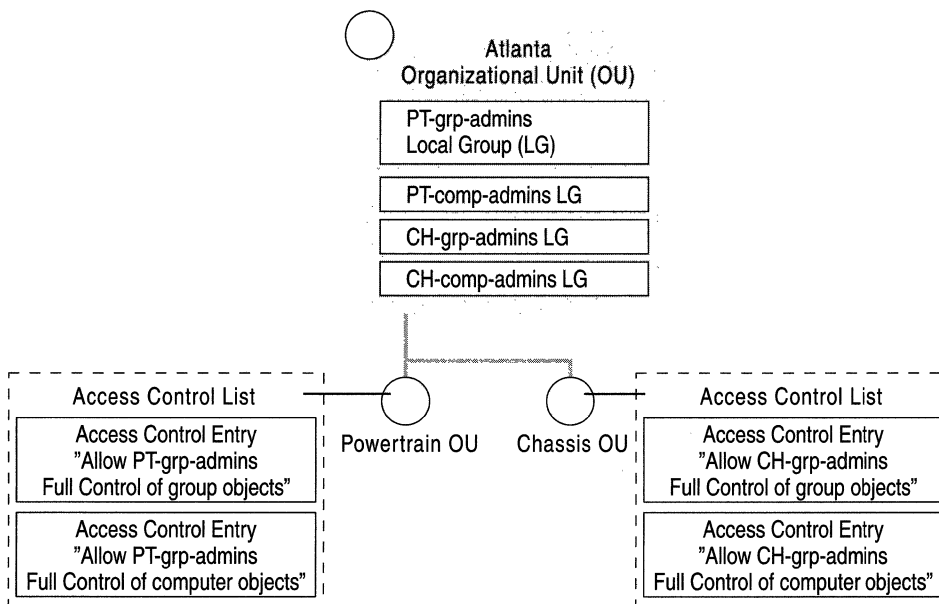 Atlanta
Organizational Unit (OU)
PT-grp-admins
Local Group (LG)
PT-comp-admins LG
CH-grp-admins LG
CH-comp-admins LG
Access Control List
Access Control Entry
"Allow PT-grp-admins
Full Control of group objects"
Access Control Entry
"Allow PT-grp-admins
Full Control of computer objects"
Powertrain OU
Chassis OU
Access Control List
Access Control Entry
"Allow CH-grp-admins
Full Control of group objects"
Access Control Entry
"Allow CH-grp-admins
Full Control of computer objects"